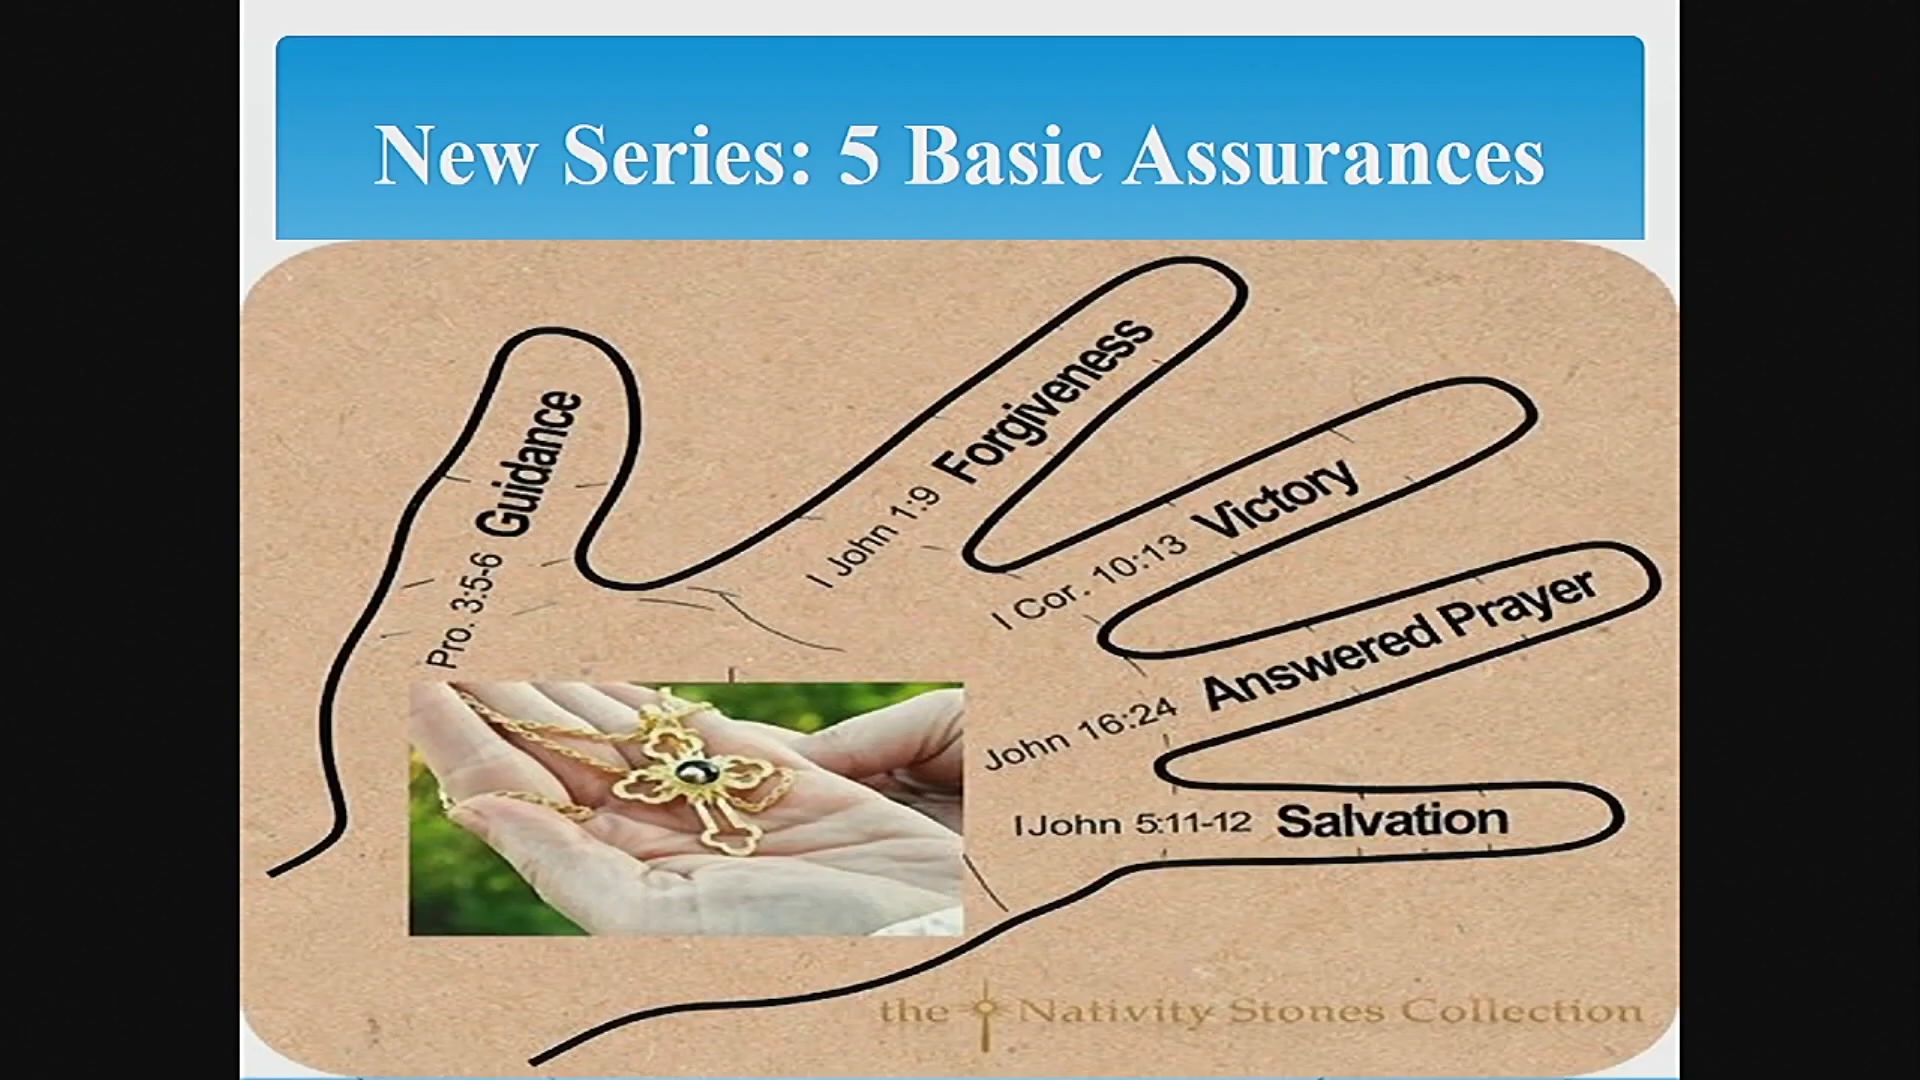 New Series: 5 Basic Assurances
Pro. 3:5-6 Guidance
I John 1:9 Forgiveness
I Cor. 10:13 Victory
John 16:24 Answered Prayer
I John 5:11-12 Salvation
the Nativity Stones Collection